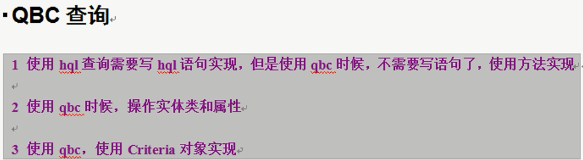 ▪QBC 查询
1 使用 hql 查询需要写 hql 语句实现，但是使用 qbc 时候，不需要写语句了，使用方法实现
2 使用 qbc 时候，操作实体类和属性
3 使用 qbc，使用 Criteria 对象实现